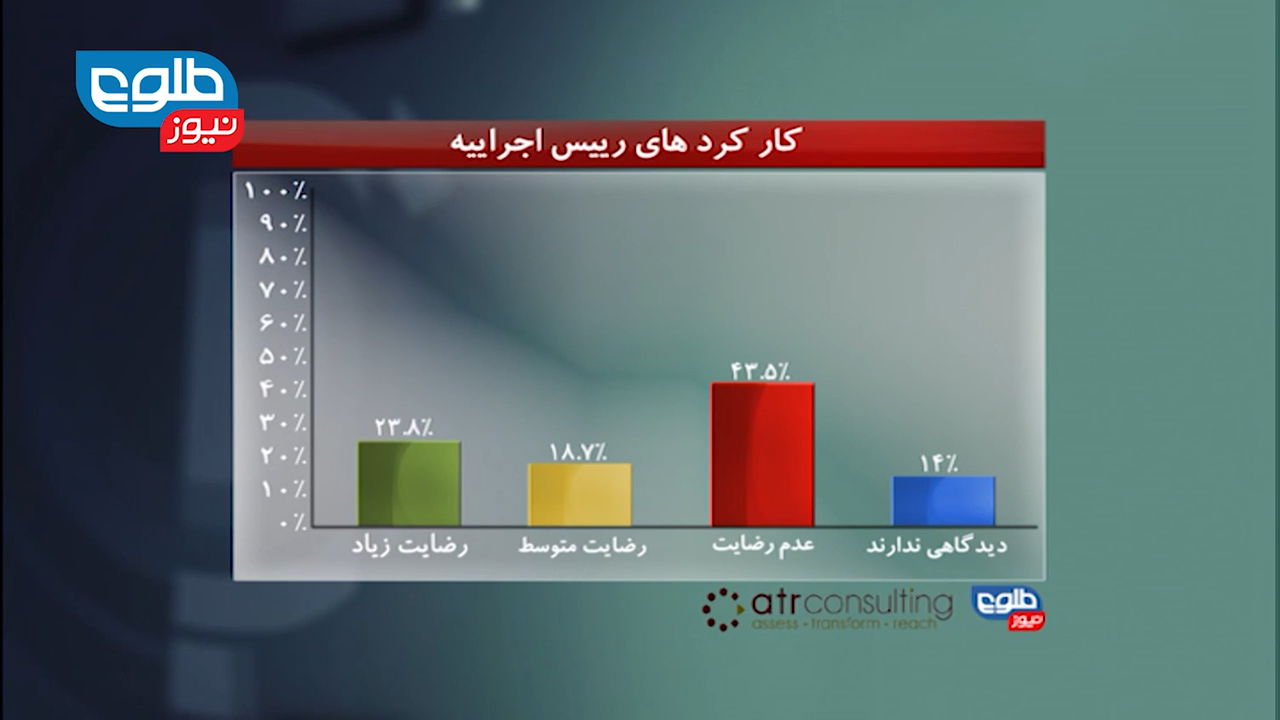 طلوع
نیوز
کار کرد های رییس اجراییه
۱۰۰٪
۹۰٪
۸۰٪
۷۰٪
۶۰٪
۵۰٪
۴۰٪
۳۰٪
۲۰٪
۱۰٪
۰٪
۲۳.۸٪
۱۸.۷٪
۴۳.۵٪
۱۴٪
رضایت زیاد
رضایت متوسط
عدم رضایت
دیدگاهی ندارند
atrconsulting
assess - transform - reach
طلوع
نیوز